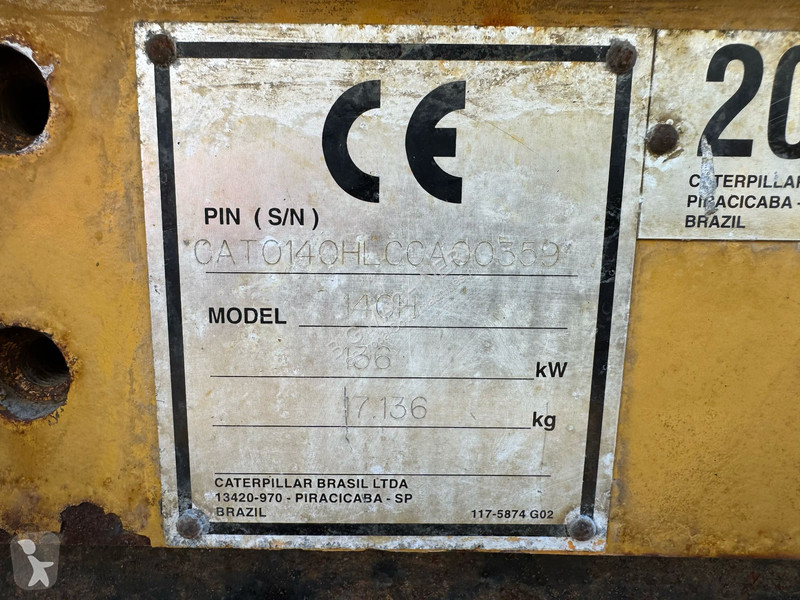 CE
PIN ( S/N )
CAT0140HLCCA00359
MODEL 140H
136 kW
17.136 kg
CATERPILLAR BRASIL LTDA
13420-970 - PIRACICABA - SP
BRAZIL 117-5874 G02
20
CATERPILLAR
PIRACICABA -
BRAZIL